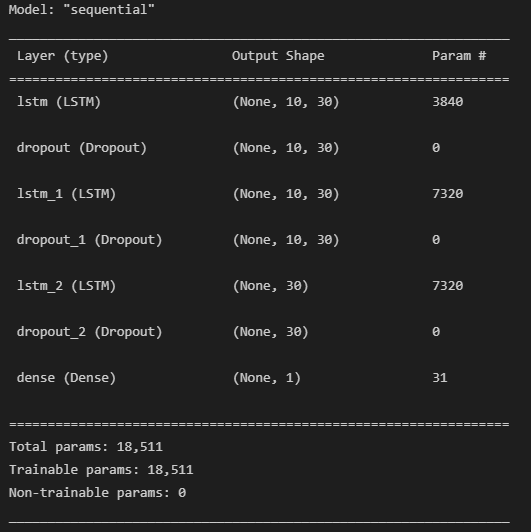 Model: "sequential"
_________________________________________________________________
Layer (type)                Output Shape              Param #
=================================================================
lstm (LSTM)                 (None, 10, 30)            3840
dropout (Dropout)           (None, 10, 30)            0
lstm_1 (LSTM)               (None, 10, 30)            7320
dropout_1 (Dropout)         (None, 10, 30)            0
lstm_2 (LSTM)               (None, 30)                7320
dropout_2 (Dropout)         (None, 30)                0
dense (Dense)               (None, 1)                 31
=================================================================
Total params: 18,511
Trainable params: 18,511
Non-trainable params: 0
_________________________________________________________________